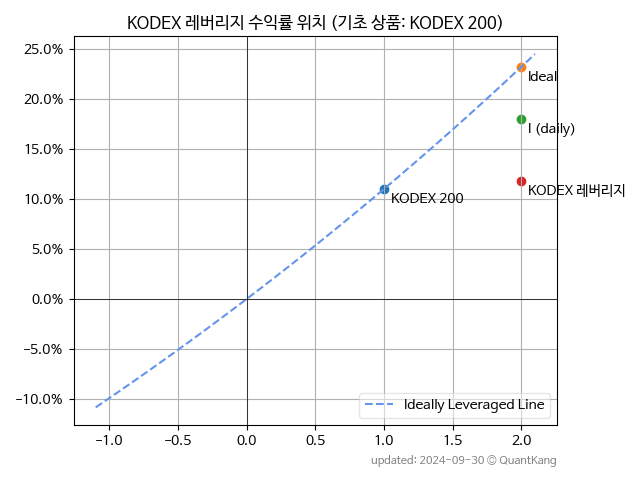 KODEX 레버리지 수익률 위치 (기초 상품: KODEX 200)
25.0%
20.0%
15.0%
10.0%
5.0%
0.0%
−5.0%
−10.0%
Ideal
I (daily)
KODEX 레버리지
KODEX 200
Ideally Leveraged Line
−1.0 −0.5 0.0 0.5 1.0 1.5 2.0
updated: 2024-09-30 © QuantKang